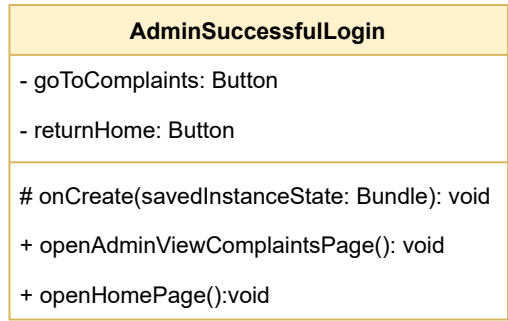 AdminSuccessfulLogin
- goToComplaints: Button
- returnHome: Button
# onCreate(savedInstanceState: Bundle): void
+ openAdminViewComplaintsPage(): void
+ openHomePage():void